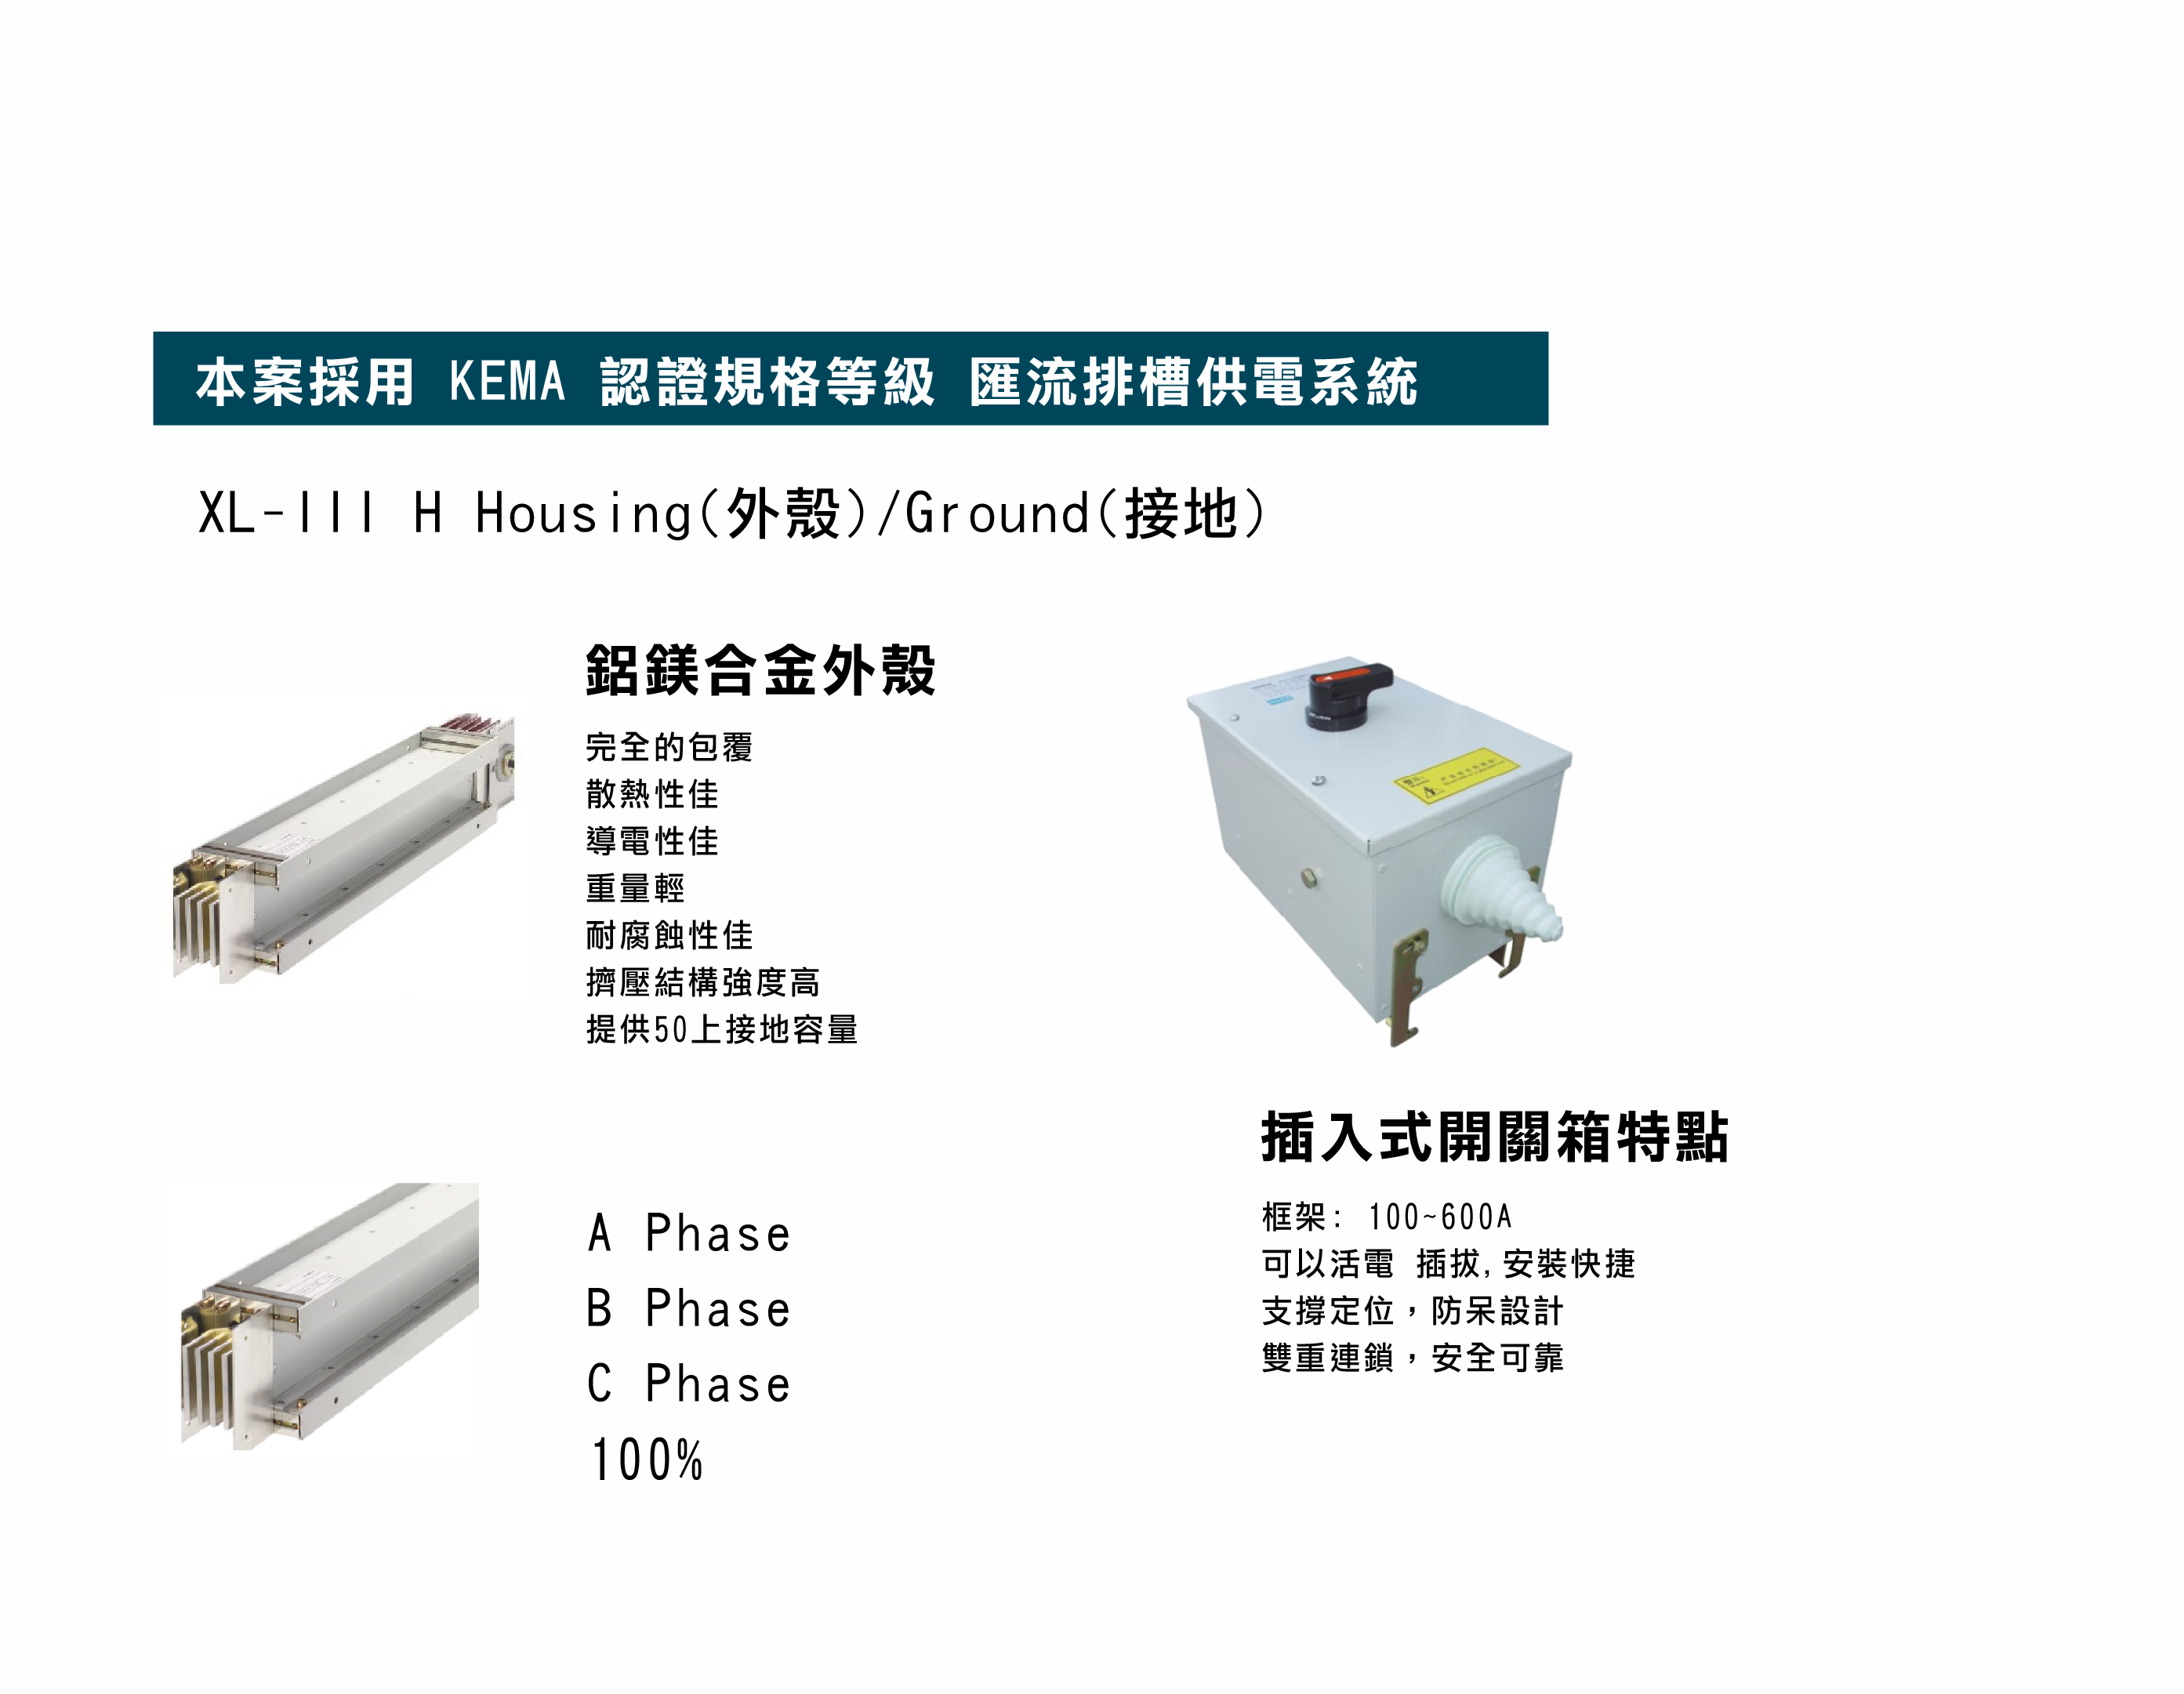 本案採用 KEMA 認證規格等級 匯流排槽供電系統
XL-III H Housing(外殼)/Ground(接地)
鋁鎂合金外殼
完全的包覆
散熱性佳
導電性佳
重量輕
耐腐蝕性佳
擠壓結構強度高
提供50上接地容量
A Phase
B Phase
C Phase
100%
插入式開關箱特點
框架: 100~600A
可以活電 插拔,安裝快捷
支撐定位，防呆設計
雙重連鎖，安全可靠